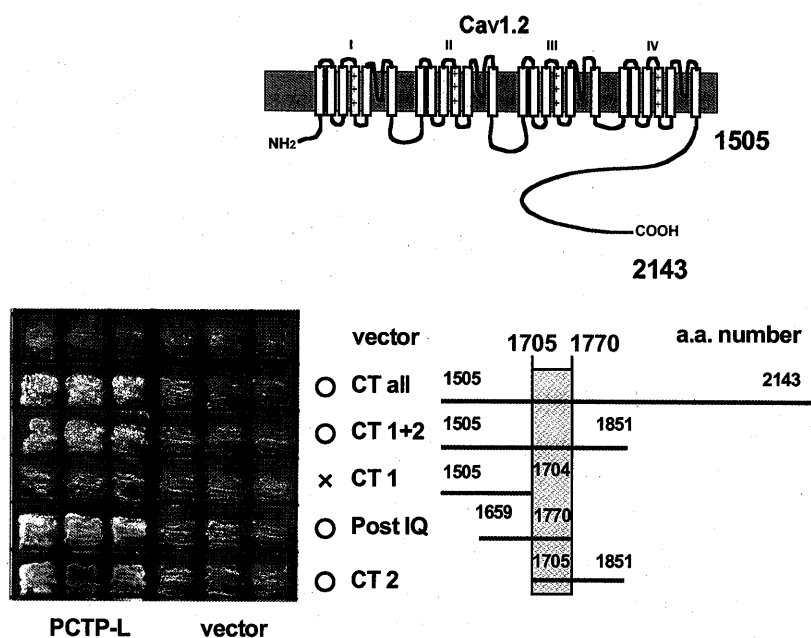 Cav1.2
I II III IV
NH2
1505
COOH
2143
vector 1705 1770 a.a. number
○ CT all 1505 2143
○ CT 1+2 1505 1851
× CT 1 1505 1704
○ Post IQ 1659 1770
○ CT 2 1705 1851
PCTP-L vector